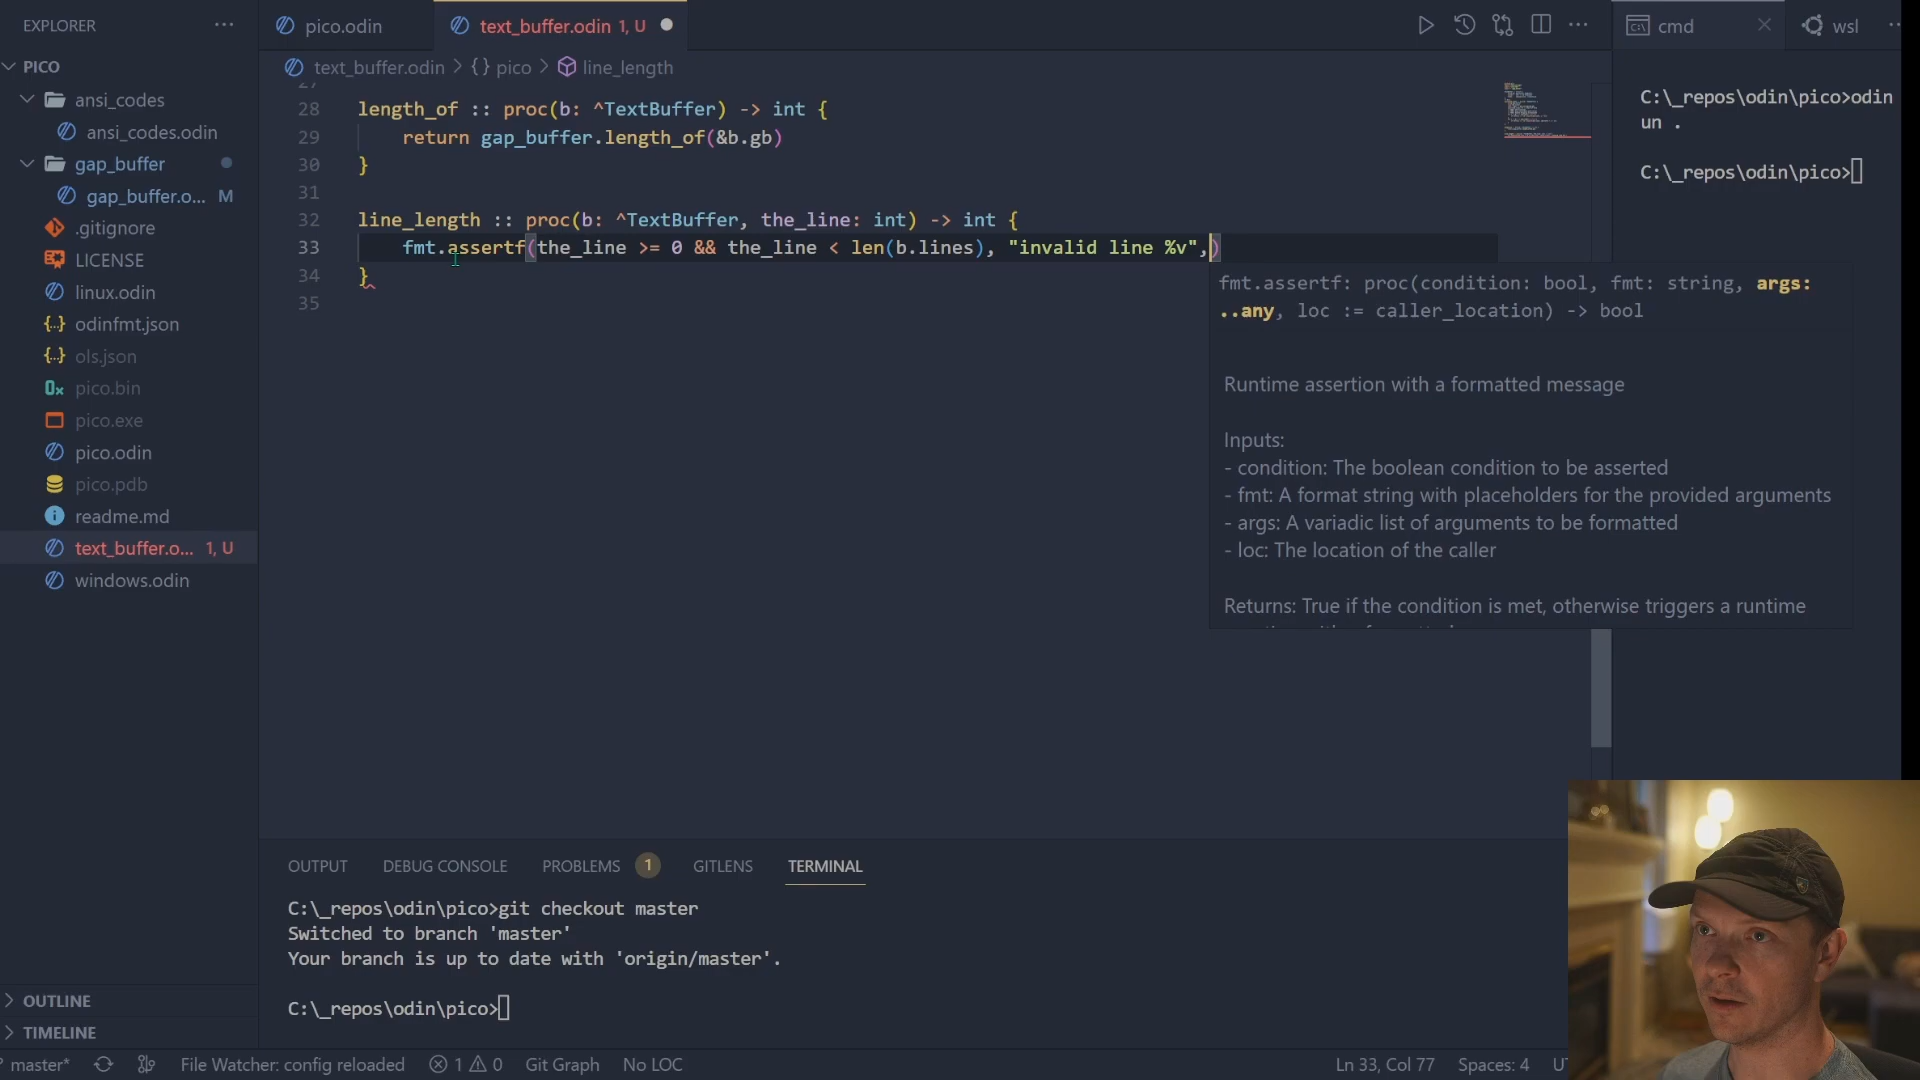 EXPLORER
PICO
ansi_codes
ansi_codes.odin
gap_buffer
gap_buffer.o... M
.gitignore
LICENSE
linux.odin
odinfmt.json
ols.json
pico.bin
pico.exe
pico.odin
pico.pdb
readme.md
text_buffer.o... 1, U
windows.odin
OUTLINE
TIMELINE
pico.odin
text_buffer.odin 1, U
text_buffer.odin > {} pico > line_length
28 length_of :: proc(b: ^TextBuffer) -> int {
29 return gap_buffer.length_of(&b.gb)
30 }
31
32 line_length :: proc(b: ^TextBuffer, the_line: int) -> int {
33 fmt.assertf(the_line >= 0 && the_line < len(b.lines), "invalid line %v",)
34 }
35
fmt.assertf: proc(condition: bool, fmt: string, args:
..any, loc := caller_location) -> bool
Runtime assertion with a formatted message
Inputs:
- condition: The boolean condition to be asserted
- fmt: A format string with placeholders for the provided arguments
- args: A variadic list of arguments to be formatted
- loc: The location of the caller
Returns: True if the condition is met, otherwise triggers a runtime
cmd
wsl
C:\_repos\odin\pico>odin
un .
C:\_repos\odin\pico>
OUTPUT DEBUG CONSOLE PROBLEMS 1 GITLENS TERMINAL
C:\_repos\odin\pico>git checkout master
Switched to branch 'master'
Your branch is up to date with 'origin/master'.
C:\_repos\odin\pico>
master* File Watcher: config reloaded 1 0 Git Graph No LOC Ln 33, Col 77 Spaces: 4